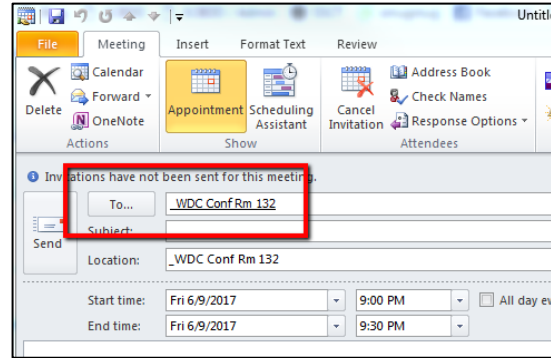 Untitl
File Meeting Insert Format Text Review
Calendar Address Book
Forward Check Names
Delete OneNote Appointment Scheduling Assistant Cancel Invitation Response Options
Actions Show Attendees
Invitations have not been sent for this meeting.
To... _WDC Conf Rm 132
Subject:
Send
Location: _WDC Conf Rm 132
Start time: Fri 6/9/2017 9:00 PM All day ev
End time: Fri 6/9/2017 9:30 PM